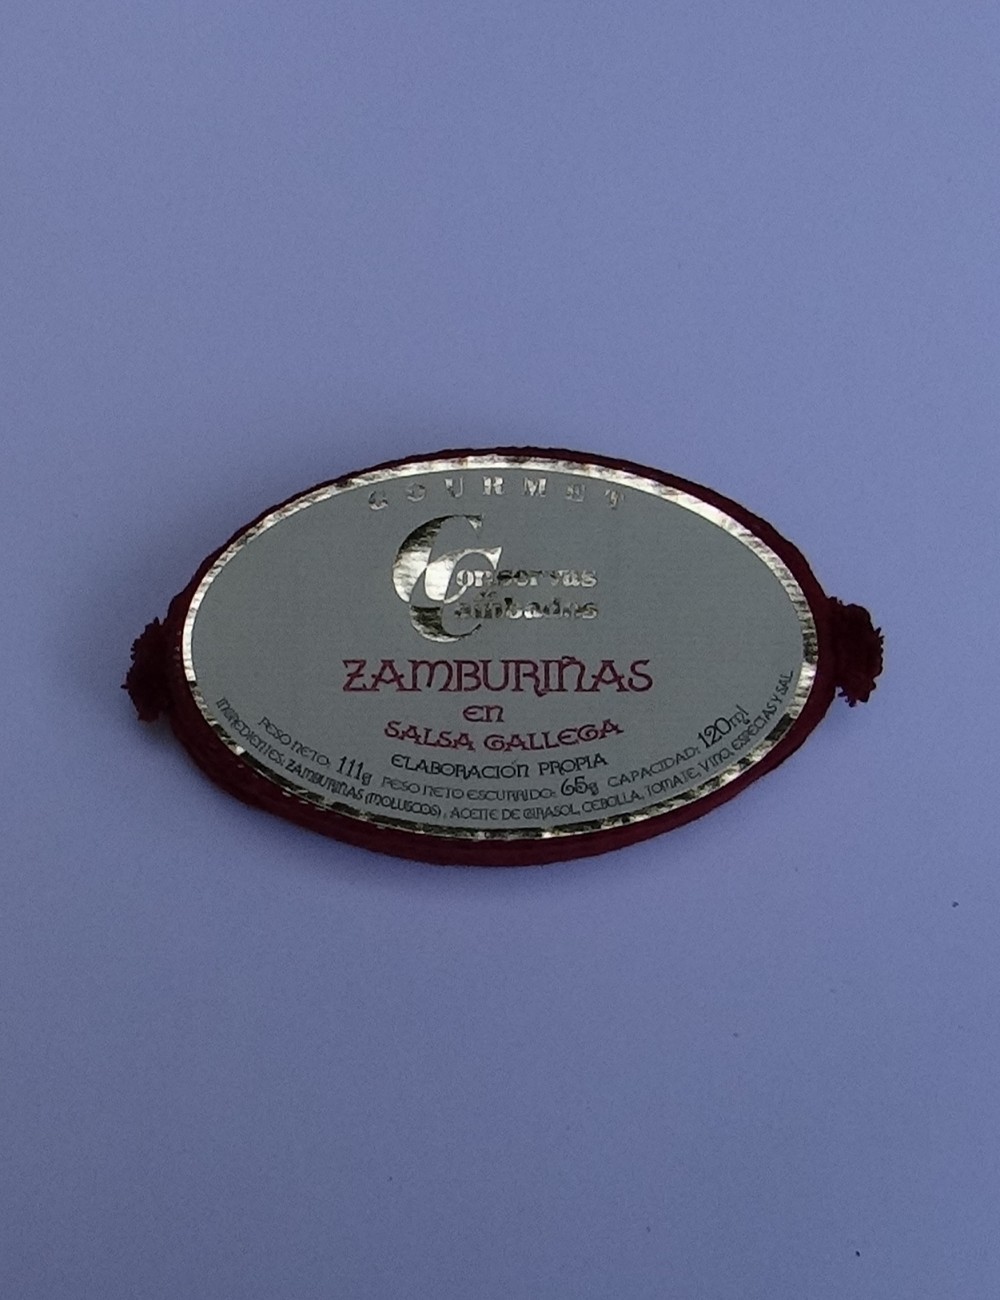 GOURMET
Conservas
de
Cambados
ZAMBURIÑAS
en
SALSA GALLEGA
ELABORACIÓN PROPIA
PESO NETO: 111g PESO NETO ESCURRIDO: 65g CAPACIDAD: 120ml
INGREDIENTES: ZAMBURIÑAS (MOLUSCOS), ACEITE DE GIRASOL, CEBOLLA, TOMATE, VINO, ESPECIAS Y SAL